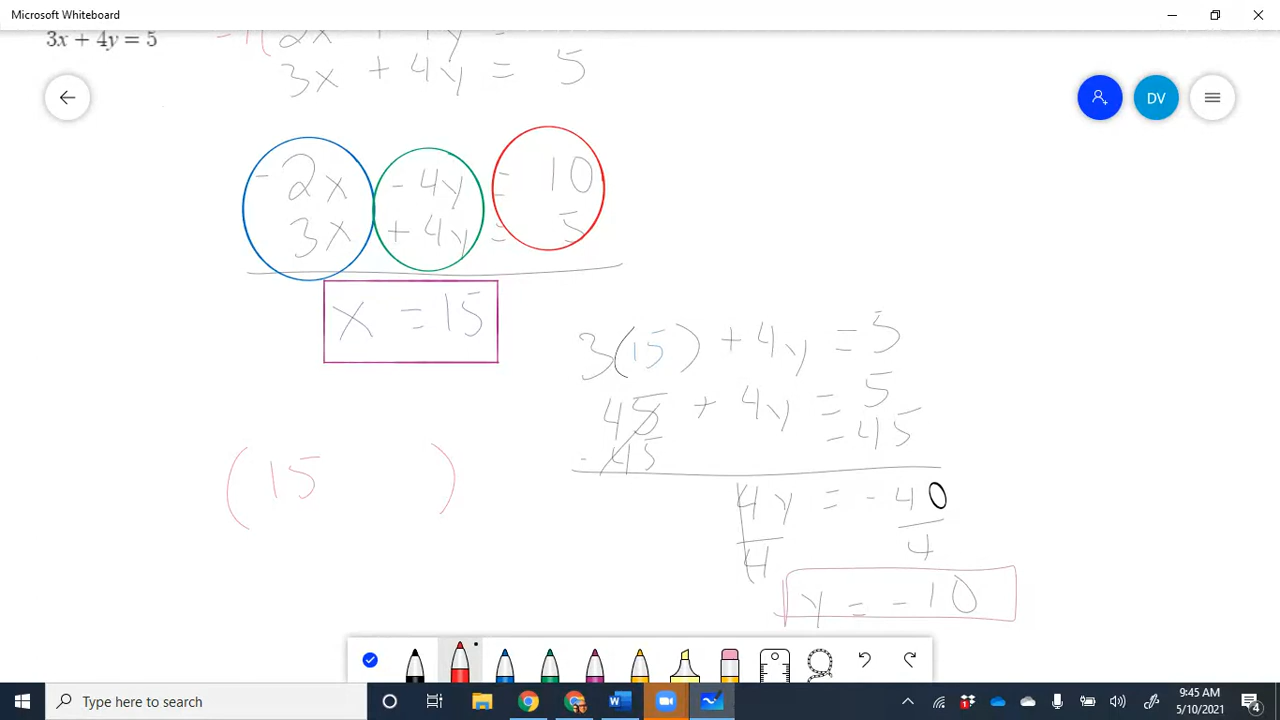 Microsoft Whiteboard
3x + 4y = 5
3x + 4y = 5
DV
- 2x - 4y = 10
3x + 4y = 5
x = 15
3(15) + 4y = 5
45 + 4y = 5
- 45 - 45
4y = - 40
4 4
y = - 10
( 15 )
Type here to search
9:45 AM
5/10/2021
4